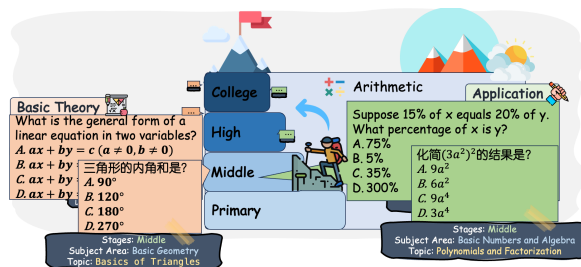 College
High
Middle
Primary
Arithmetic
Basic Theory
What is the general form of a
linear equation in two variables?
A. ax + by = c (a ≠ 0, b ≠ 0)
B. ax + by
C. ax + by
D. ax + by
三角形的内角和是?
A. 90°
B. 120°
C. 180°
D. 270°
Stages: Middle
Subject Area: Basic Geometry
Topic: Basics of Triangles
Application
Suppose 15% of x equals 20% of y.
What percentage of x is y?
A. 75%
B. 5%
C. 35%
D. 300%
化简(3a²)²的结果是?
A. 9a²
B. 6a²
C. 9a⁴
D. 3a⁴
Stages: Middle
Subject Area: Basic Numbers and Algebra
Topic: Polynomials and Factorization